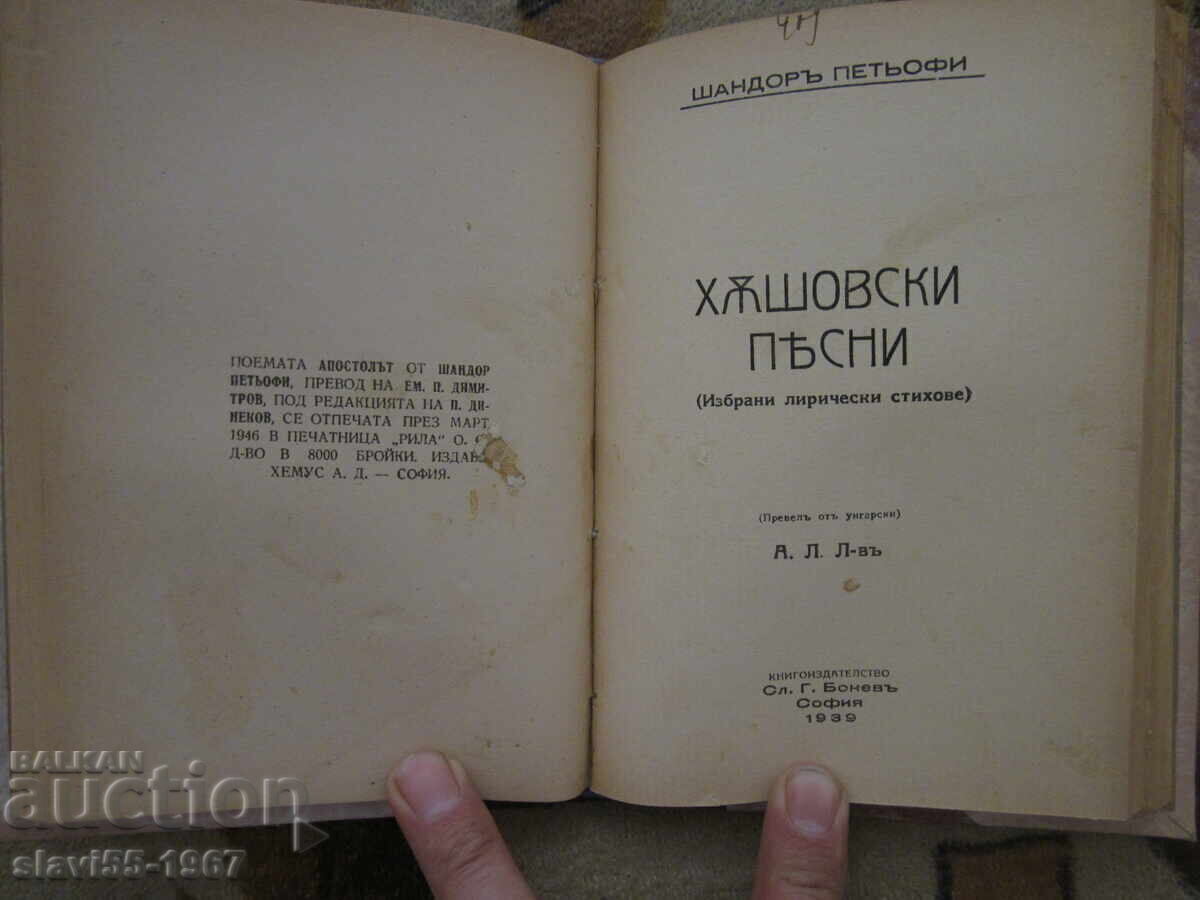 ПОЕМАТА АПОСТОЛЪТ ОТ ШАНДОР
ПЕТЬОФИ, ПРЕВОД НА ЕМ. П. ДИМИ-
ТРОВ, ПОД РЕДАКЦИЯТА НА П. ДИ-
НЕКОВ, СЕ ОТПЕЧАТА ПРЕЗ МАРТ
1946 В ПЕЧАТНИЦА „РИЛА" О. О.
Д-ВО В 8000 БРОЙКИ. ИЗДАВА
ХЕМУС А. Д. — СОФИЯ.
ШАНДОРЪ ПЕТЬОФИ
ХѪШОВСКИ
ПѢСНИ
(Избрани лирически стихове)
(Превелъ отъ унгарски)
А. Л. Л-въ
КНИГОИЗДАТЕЛСТВО
Сл. Г. Боневъ
София
1939
BALKAN
auction
slavi55-1967